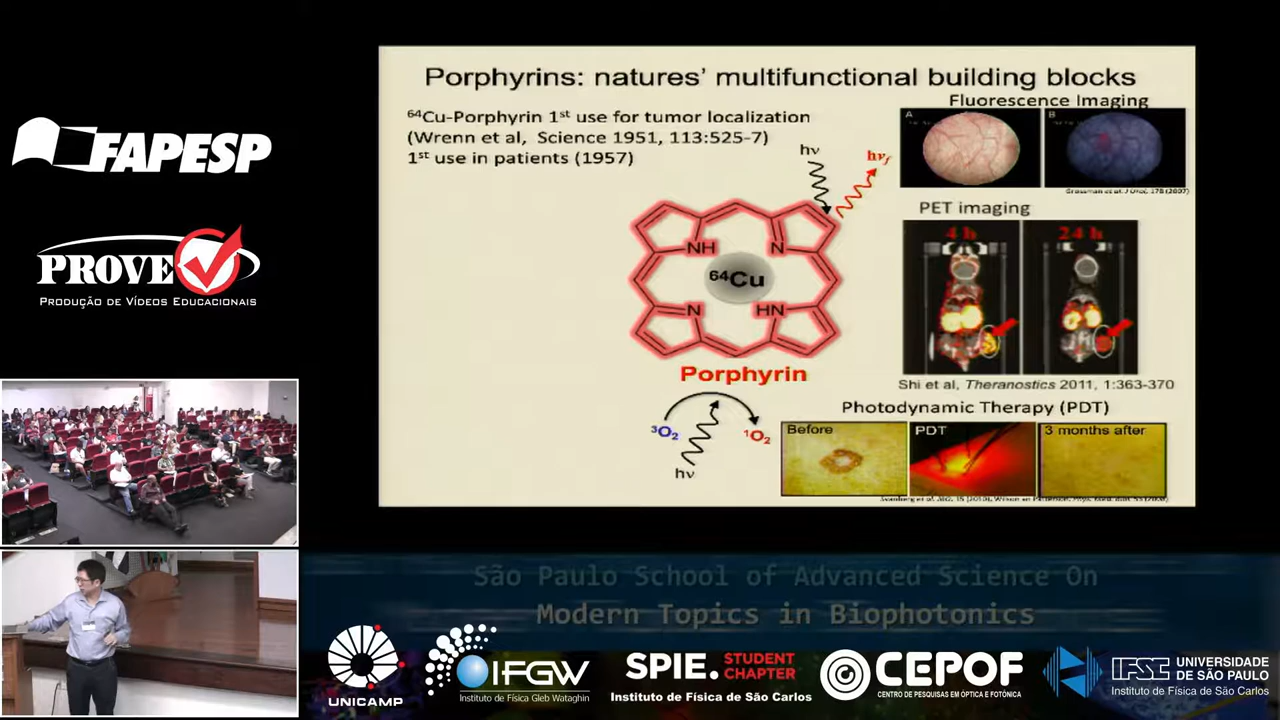 FAPESP
PROVE
PRODUÇÃO DE VÍDEOS EDUCACIONAIS
Porphyrins: natures' multifunctional building blocks
⁶⁴Cu-Porphyrin 1ˢᵗ use for tumor localization
(Wrenn et al, Science 1951, 113:525-7)
1ˢᵗ use in patients (1957)
hν
hν_f
NH
N
⁶⁴Cu
N
HN
Porphyrin
³O₂
¹O₂
hν
Fluorescence Imaging
A
B
PET imaging
4 h
24 h
Shi et al, Theranostics 2011, 1:363-370
Photodynamic Therapy (PDT)
Before
PDT
3 months after
São Paulo School of Advanced Science On
Modern Topics in Biophotonics
UNICAMP
IFGW
Instituto de Física Gleb Wataghin
SPIE. STUDENT CHAPTER
Instituto de Física de São Carlos
CEPOF
CENTRO DE PESQUISAS EM ÓPTICA E FOTÔNICA
IFSC UNIVERSIDADE DE SÃO PAULO
Instituto de Física de São Carlos